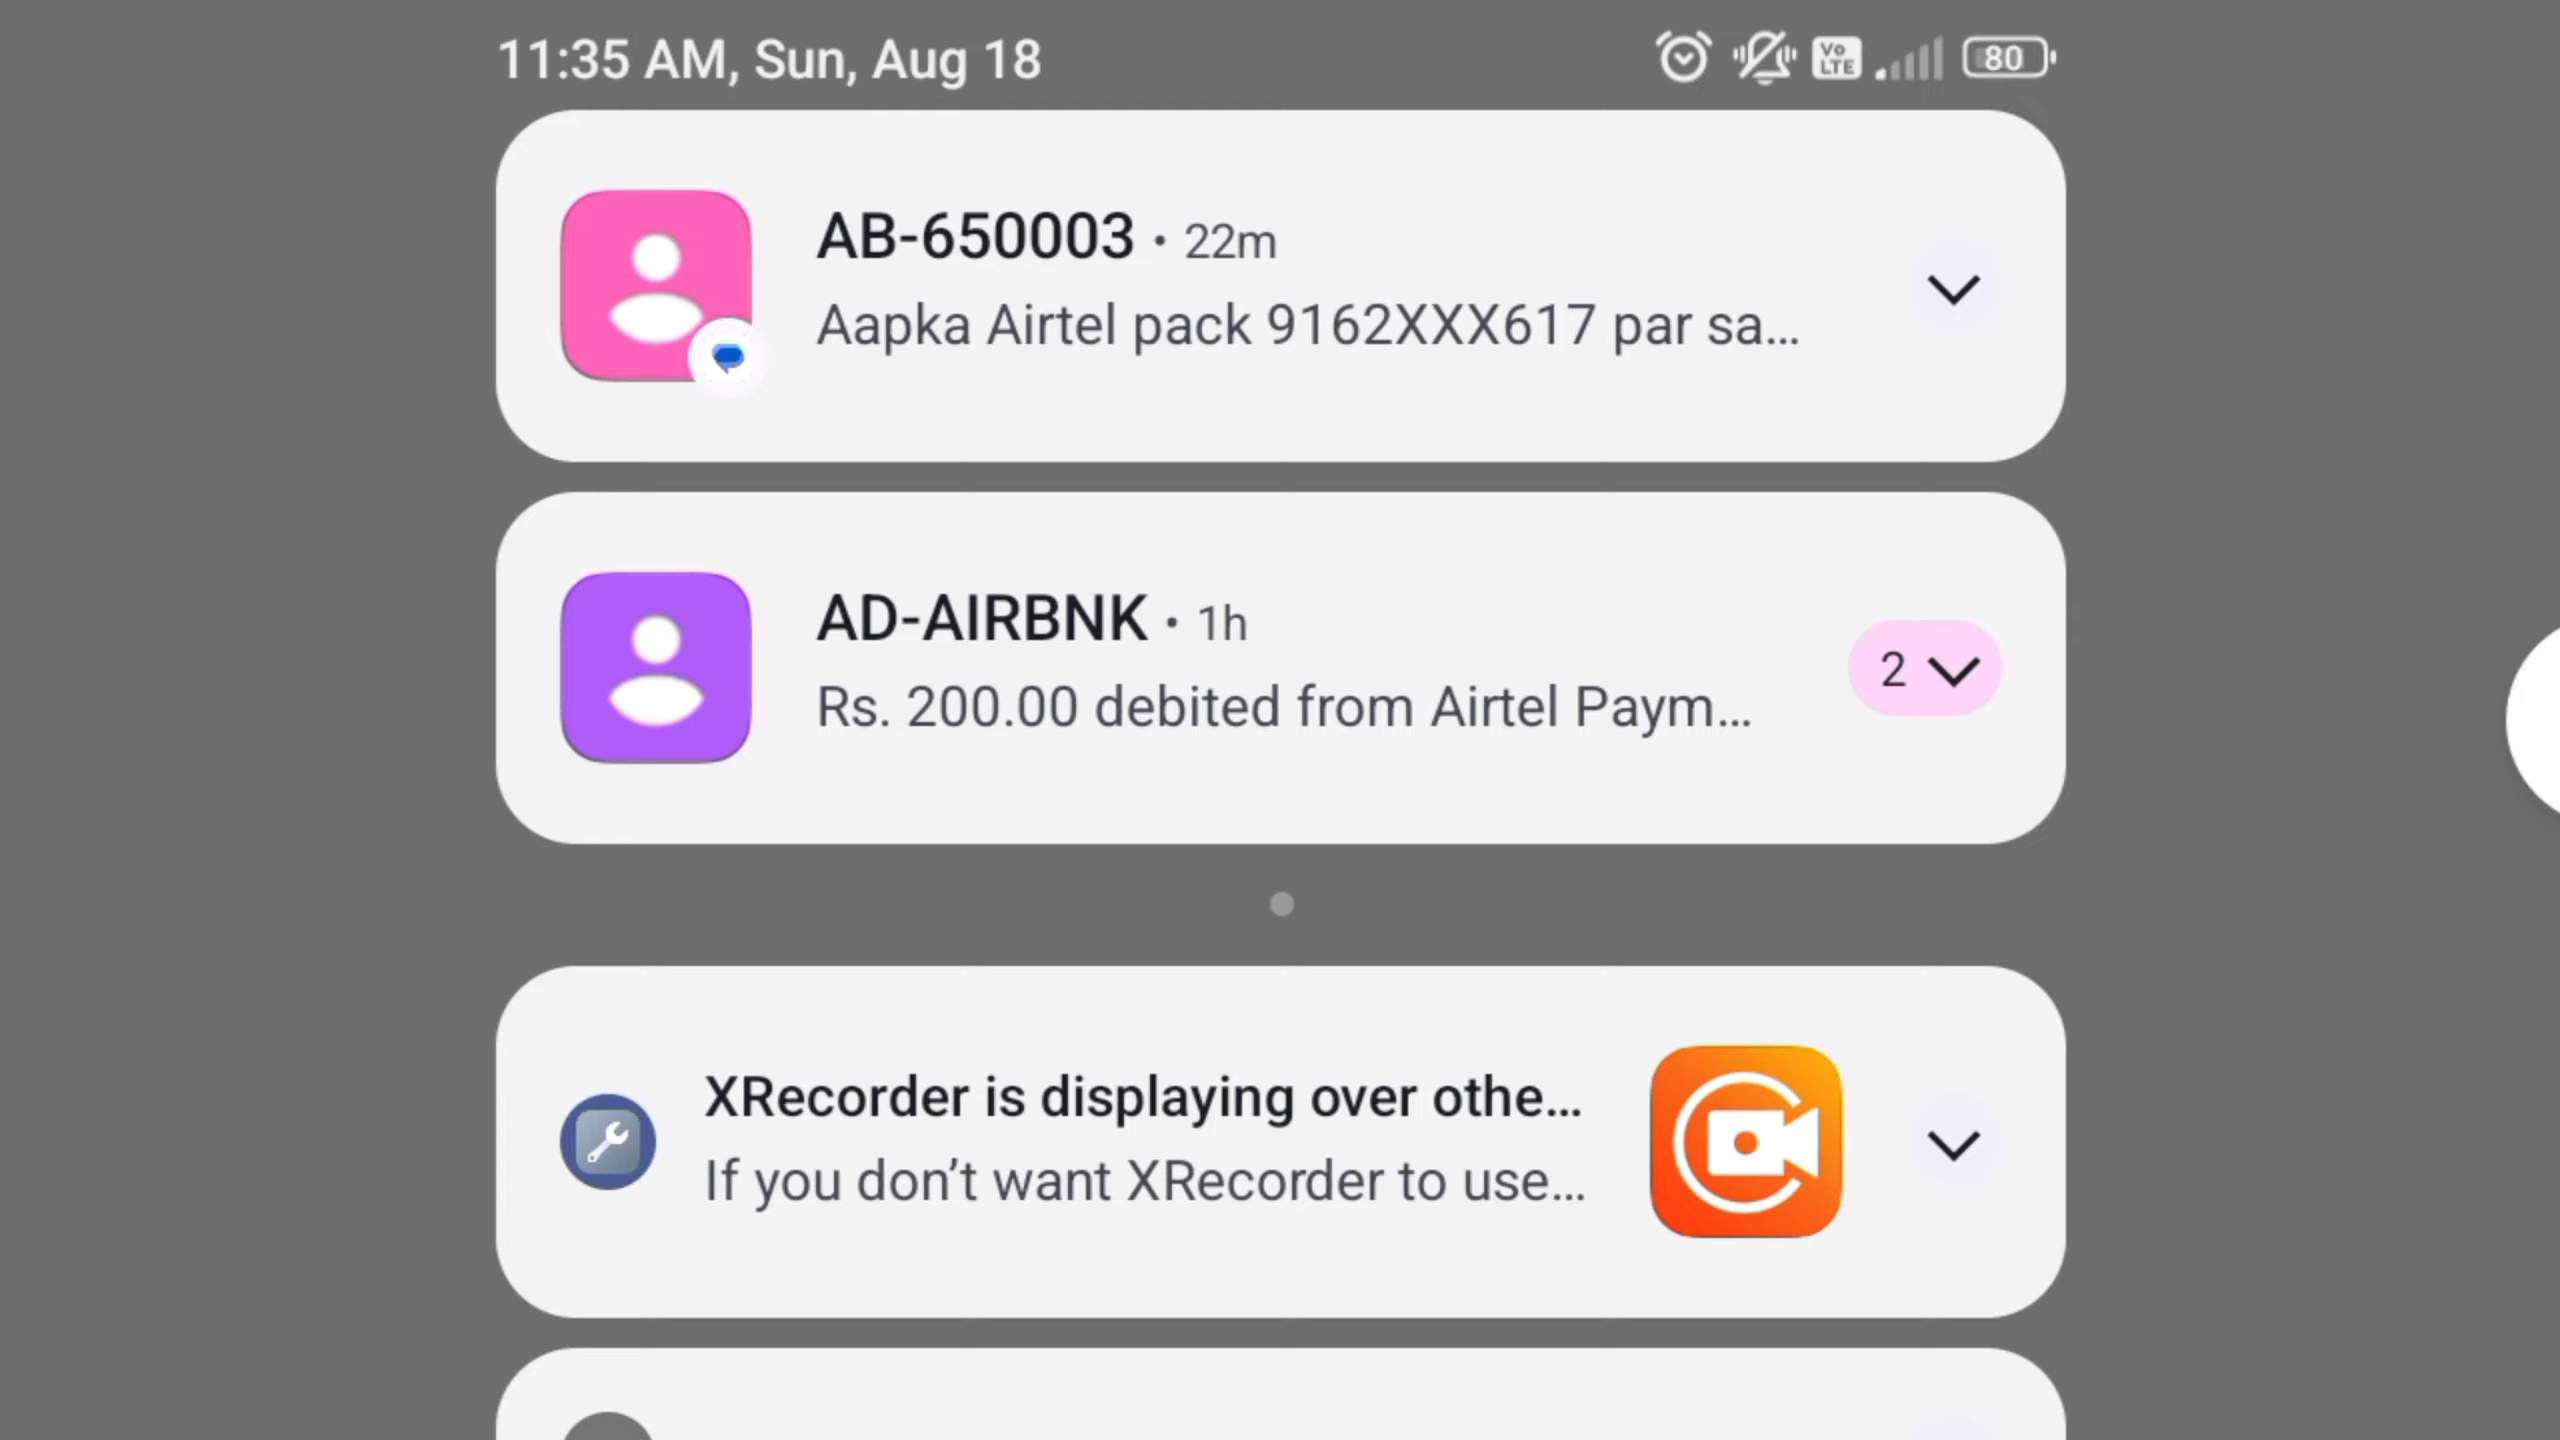 11:35 AM, Sun, Aug 18
Vo LTE
80
AB-650003 • 22m
Aapka Airtel pack 9162XXX617 par sa...
AD-AIRBNK • 1h
Rs. 200.00 debited from Airtel Paym...
2
XRecorder is displaying over othe...
If you don’t want XRecorder to use...